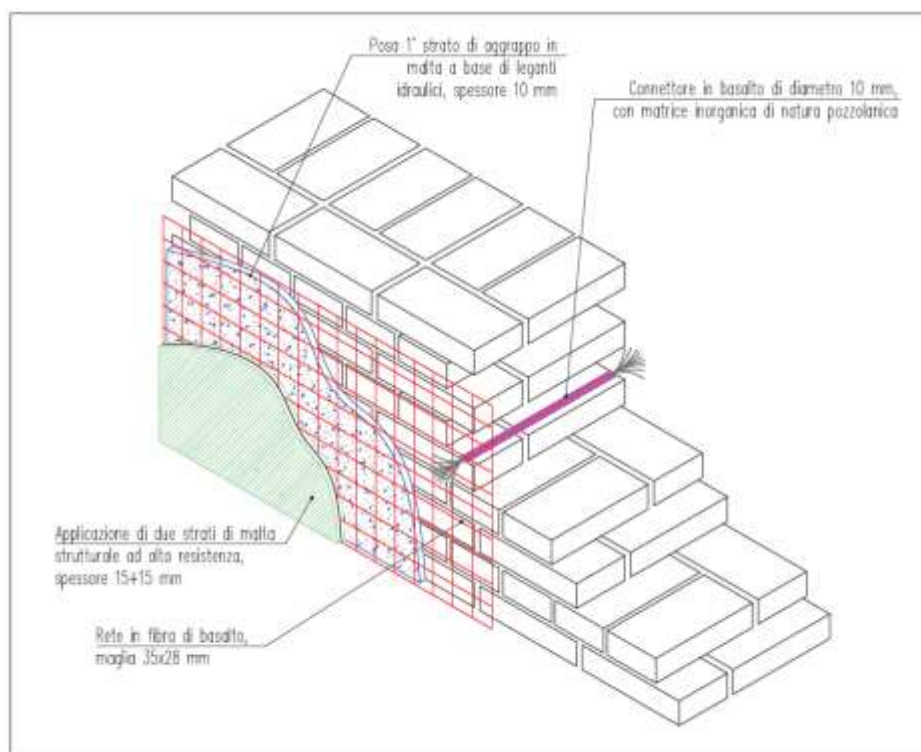 Posa 1° strato di aggrappo in
malta a base di leganti
idraulici, spessore 10 mm
Connettore in basalto di diametro 10 mm,
con matrice inorganica di natura pozzolanica
Applicazione di due strati di malta
strutturale ad alta resistenza,
spessore 15+15 mm
Rete in fibra di basalto,
maglia 35x28 mm